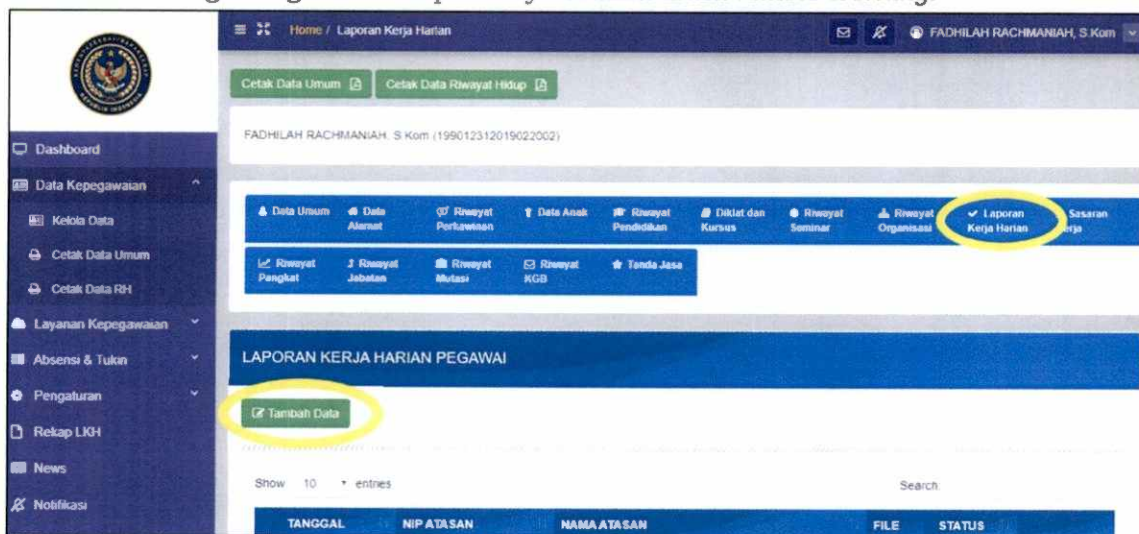 Home / Laporan Kerja Harian
FADHILAH RACHMANIAH, S.Kom
REPUBLIK INDONESIA
Cetak Data Umum
Cetak Data Riwayat Hidup
FADHILAH RACHMANIAH, S.Kom (199012312019022002)
Dashboard
Data Kepegawaian
Kelola Data
Cetak Data Umum
Cetak Data RH
Layanan Kepegawaian
Absensi & Tukin
Pengaturan
Rekap LKH
News
Notifikasi
Data Umum
Data Alamat
Riwayat Perkawinan
Data Anak
Riwayat Pendidikan
Diklat dan Kursus
Riwayat Seminar
Riwayat Organisasi
Laporan Kerja Harian
Sasaran
Riwayat Pangkat
Riwayat Jabatan
Riwayat Mutasi
Riwayat KGB
Tanda Jasa
LAPORAN KERJA HARIAN PEGAWAI
Tambah Data
Show 10 entries
Search
TANGGAL NIP ATASAN NAMA ATASAN FILE STATUS